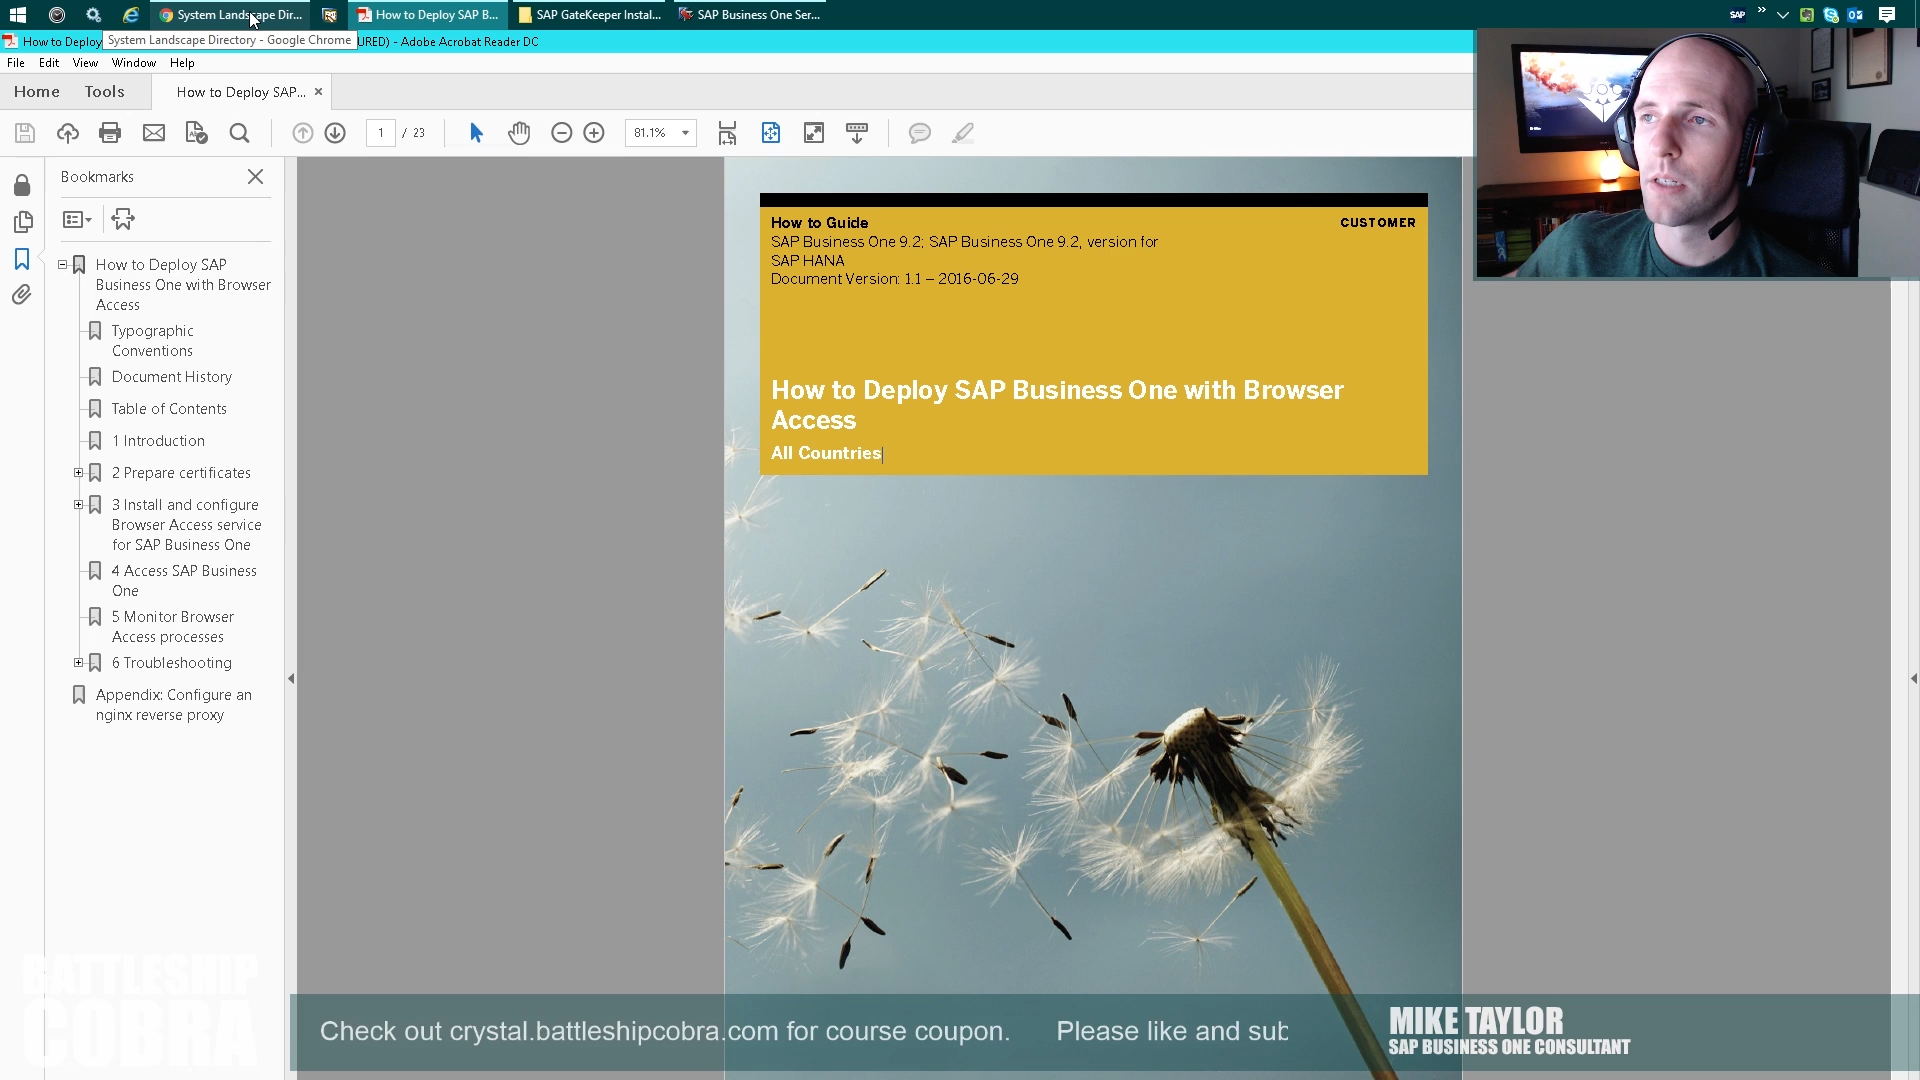 System Landscape Dir...
How to Deploy SAP B...
SAP GateKeeper Instal...
SAP Business One Ser...
SAP
»
How to Deploy
System Landscape Directory - Google Chrome
URED) - Adobe Acrobat Reader DC
File Edit View Window Help
Home Tools How to Deploy SAP...
1 / 23
81.1%
Bookmarks
How to Deploy SAP
Business One with Browser
Access
Typographic
Conventions
Document History
Table of Contents
1 Introduction
2 Prepare certificates
3 Install and configure
Browser Access service
for SAP Business One
4 Access SAP Business
One
5 Monitor Browser
Access processes
6 Troubleshooting
Appendix: Configure an
nginx reverse proxy
How to Guide
CUSTOMER
SAP Business One 9.2; SAP Business One 9.2, version for
SAP HANA
Document Version: 1.1 – 2016-06-29
How to Deploy SAP Business One with Browser
Access
All Countries
BATTLESHIP
COBRA
Check out crystal.battleshipcobra.com for course coupon. Please like and sub
MIKE TAYLOR
SAP BUSINESS ONE CONSULTANT